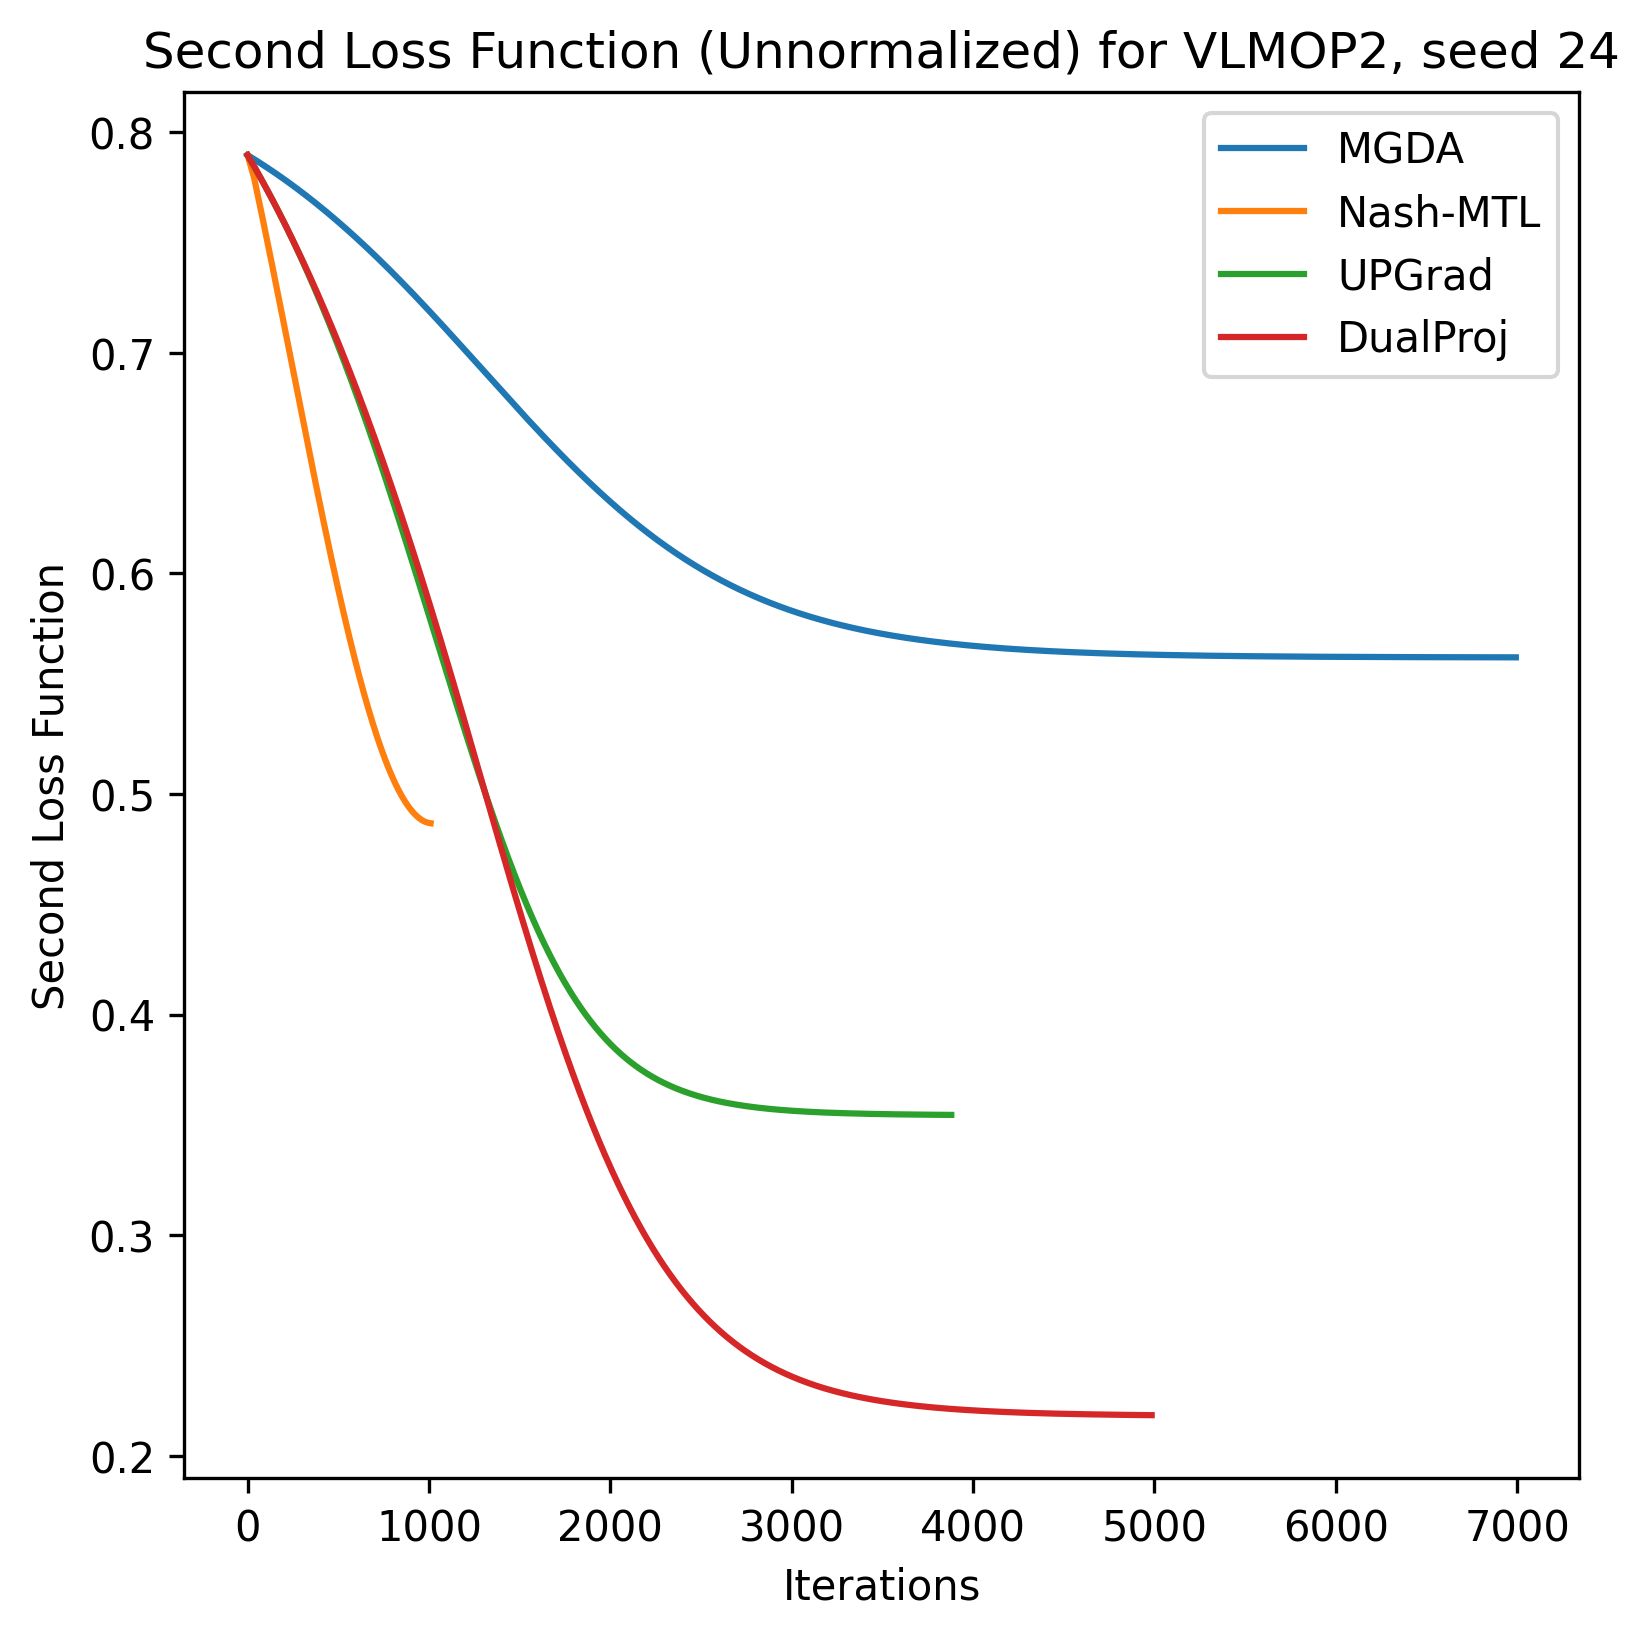 Second Loss Function (Unnormalized) for VLMOP2, seed 24
MGDA
Nash-MTL
UPGrad
DualProj
Second Loss Function
0.8
0.7
0.6
0.5
0.4
0.3
0.2
0 1000 2000 3000 4000 5000 6000 7000
Iterations